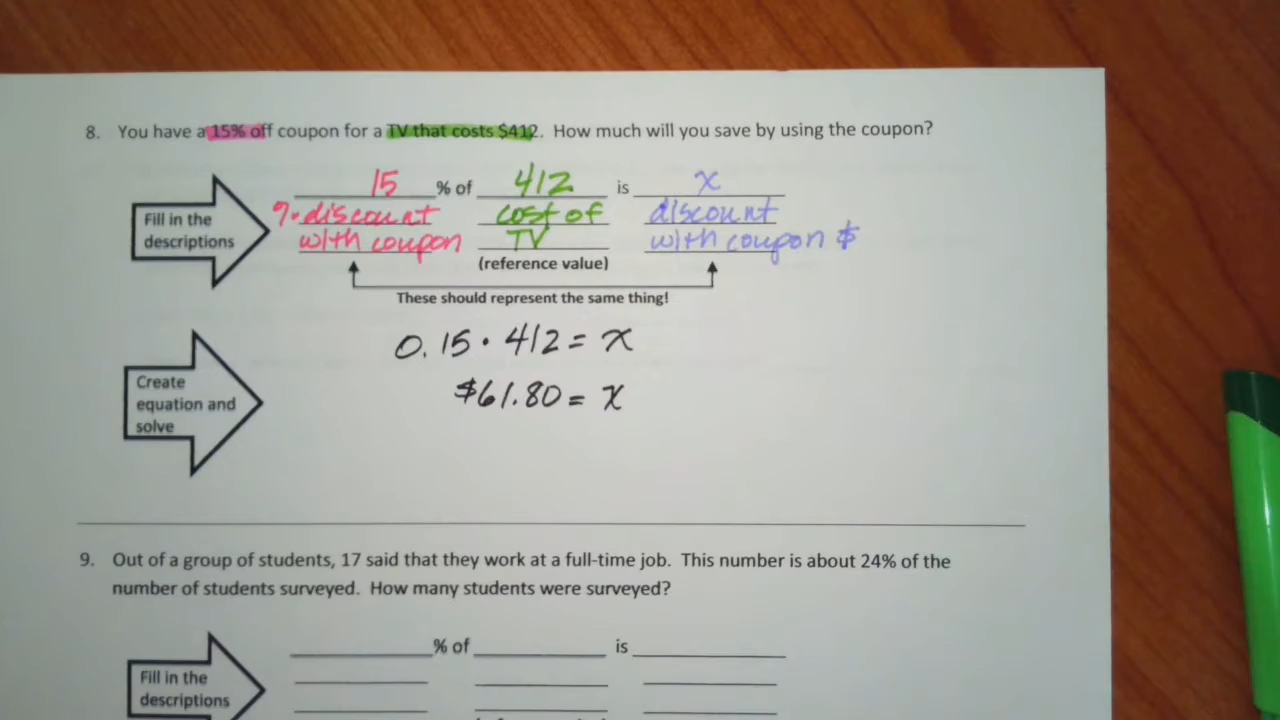 8. You have a 15% off coupon for a TV that costs $412. How much will you save by using the coupon?
15 % of 412 is x
Fill in the descriptions
% discount with coupon
cost of TV
discount with coupon $
(reference value)
These should represent the same thing!
0.15 · 412 = x
Create equation and solve
$61.80 = x
9. Out of a group of students, 17 said that they work at a full-time job. This number is about 24% of the
number of students surveyed. How many students were surveyed?
% of is
Fill in the
descriptions